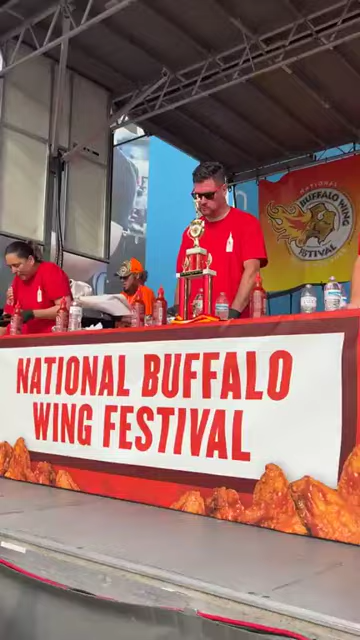 NATIONAL
BUFFALO WING
FESTIVAL
NATIONAL BUFFALO
WING FESTIVAL